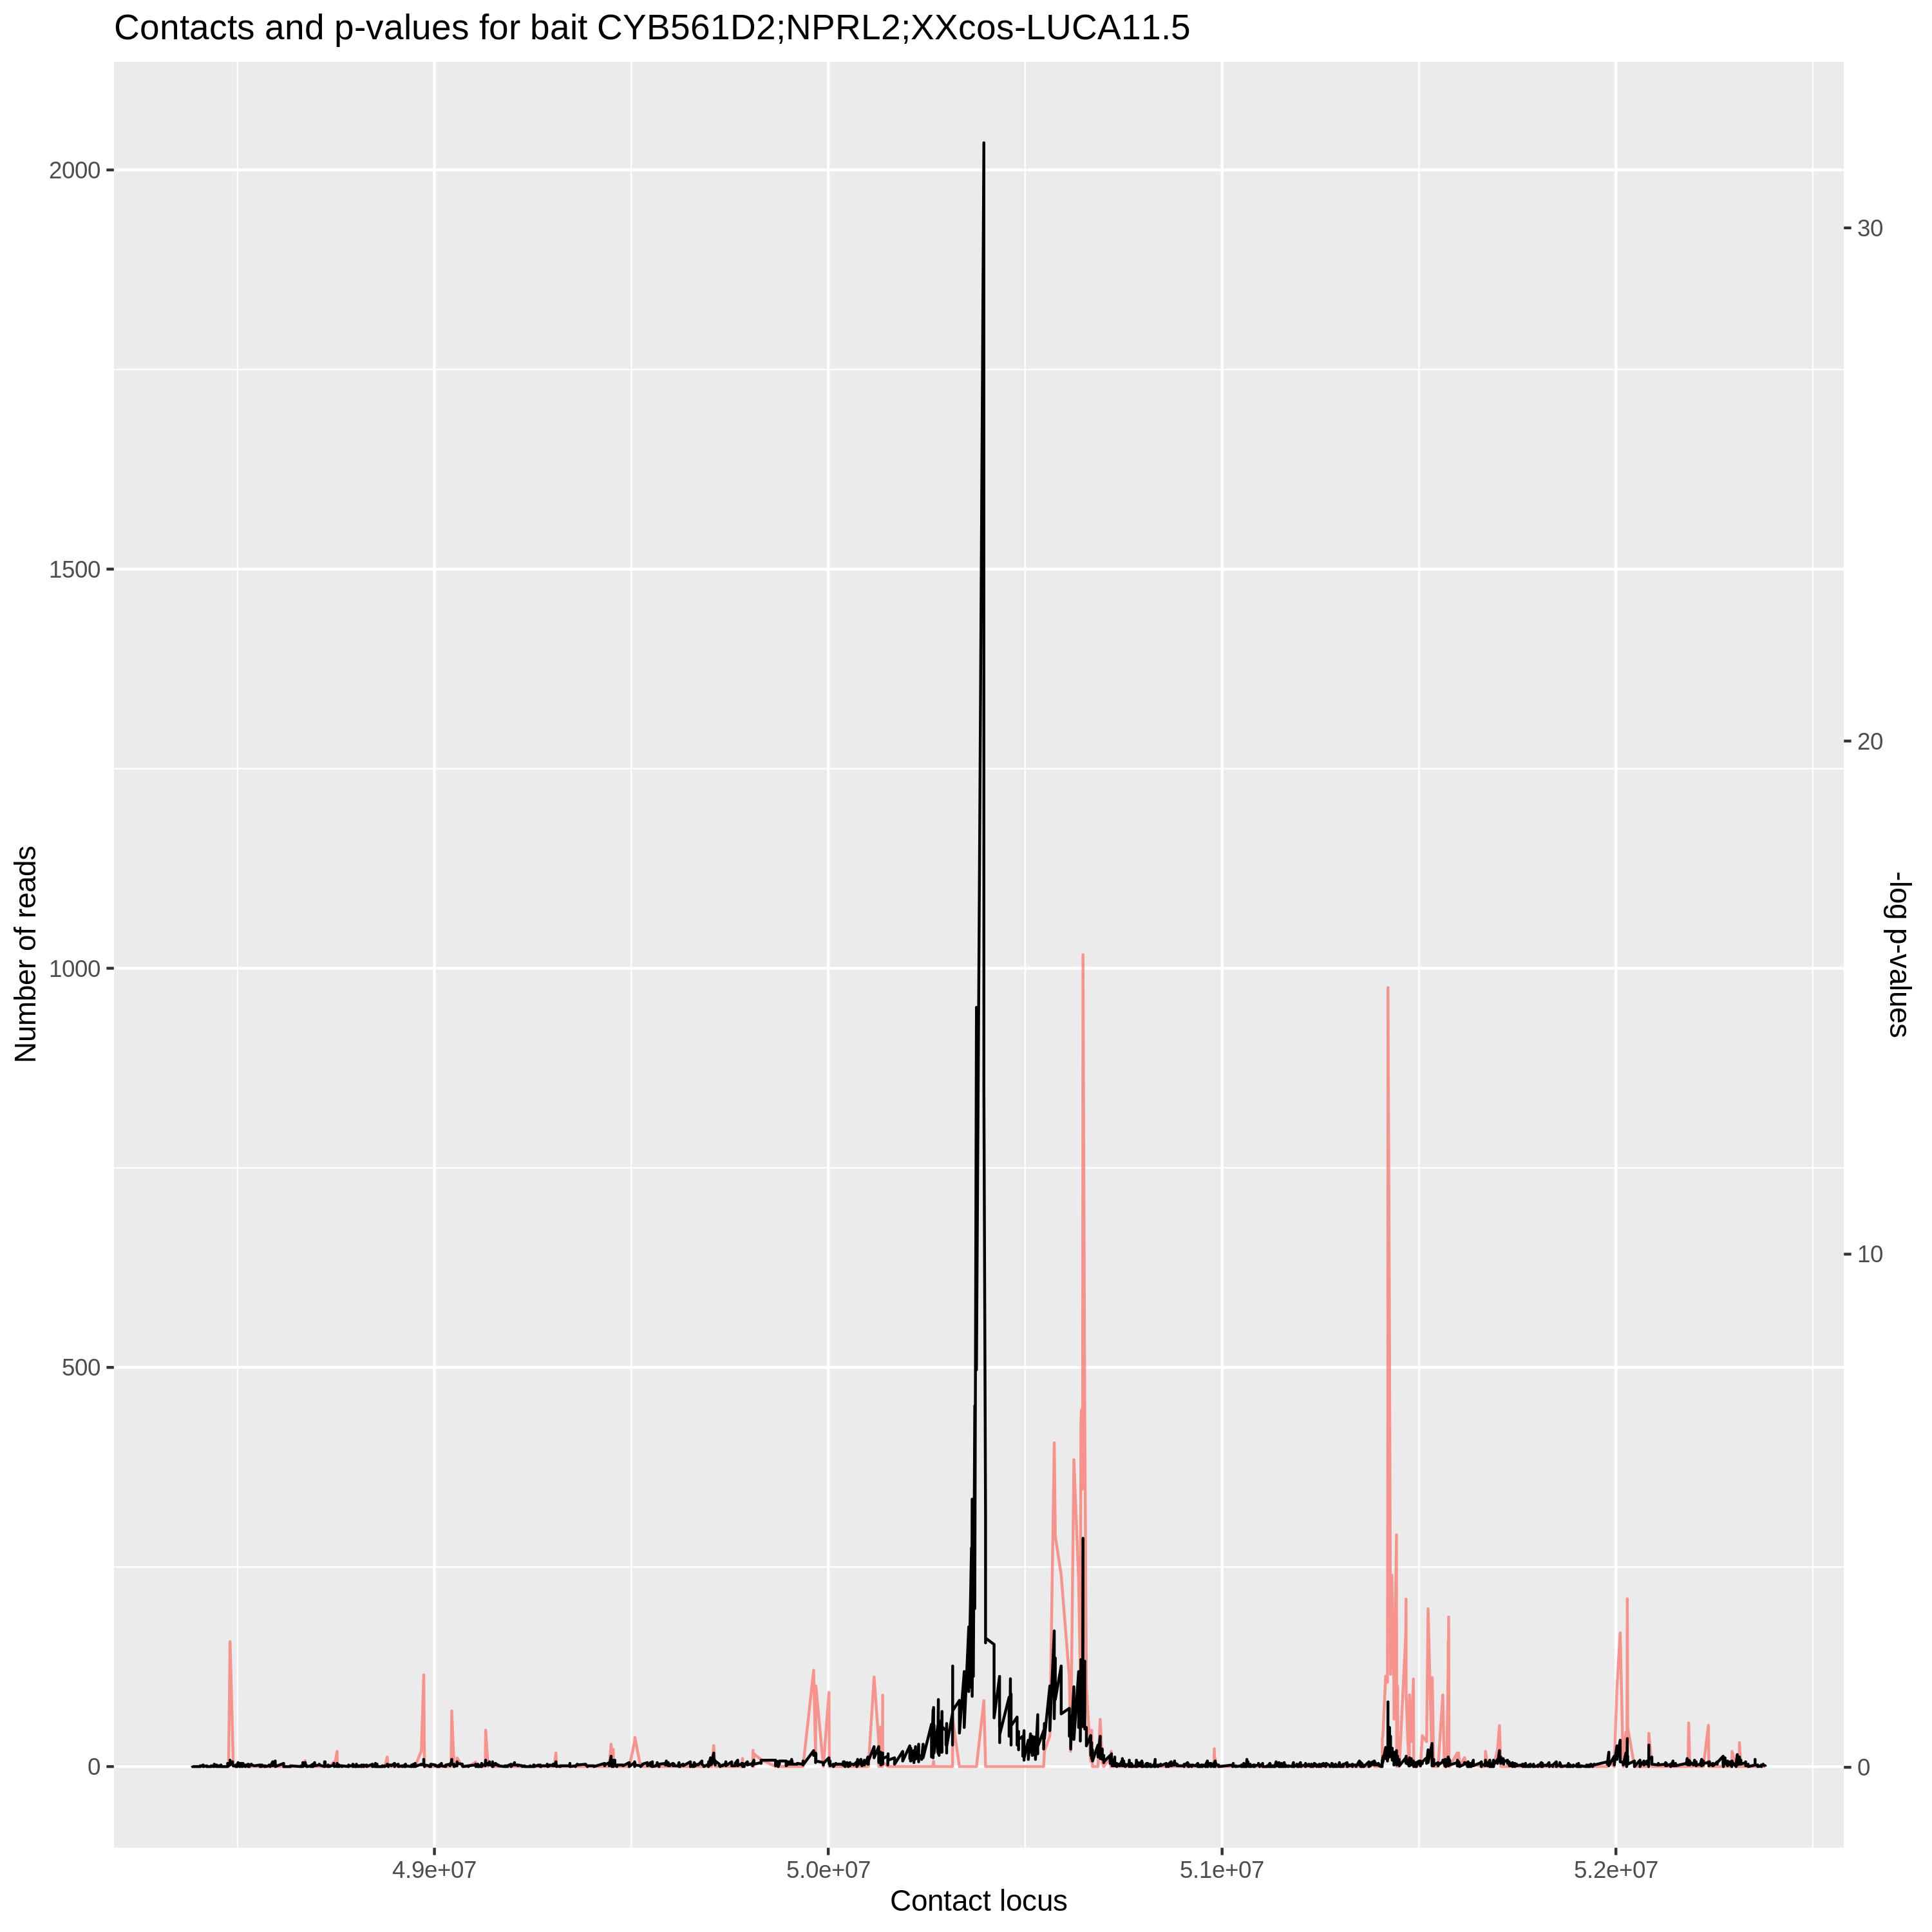 Contacts and p-values for bait CYB561D2;NPRL2;XXcos-LUCA11.5
2000
1500
1000
500
0
Number of reads
30
20
10
0
-log p-values
4.9e+07
5.0e+07
5.1e+07
5.2e+07
Contact locus